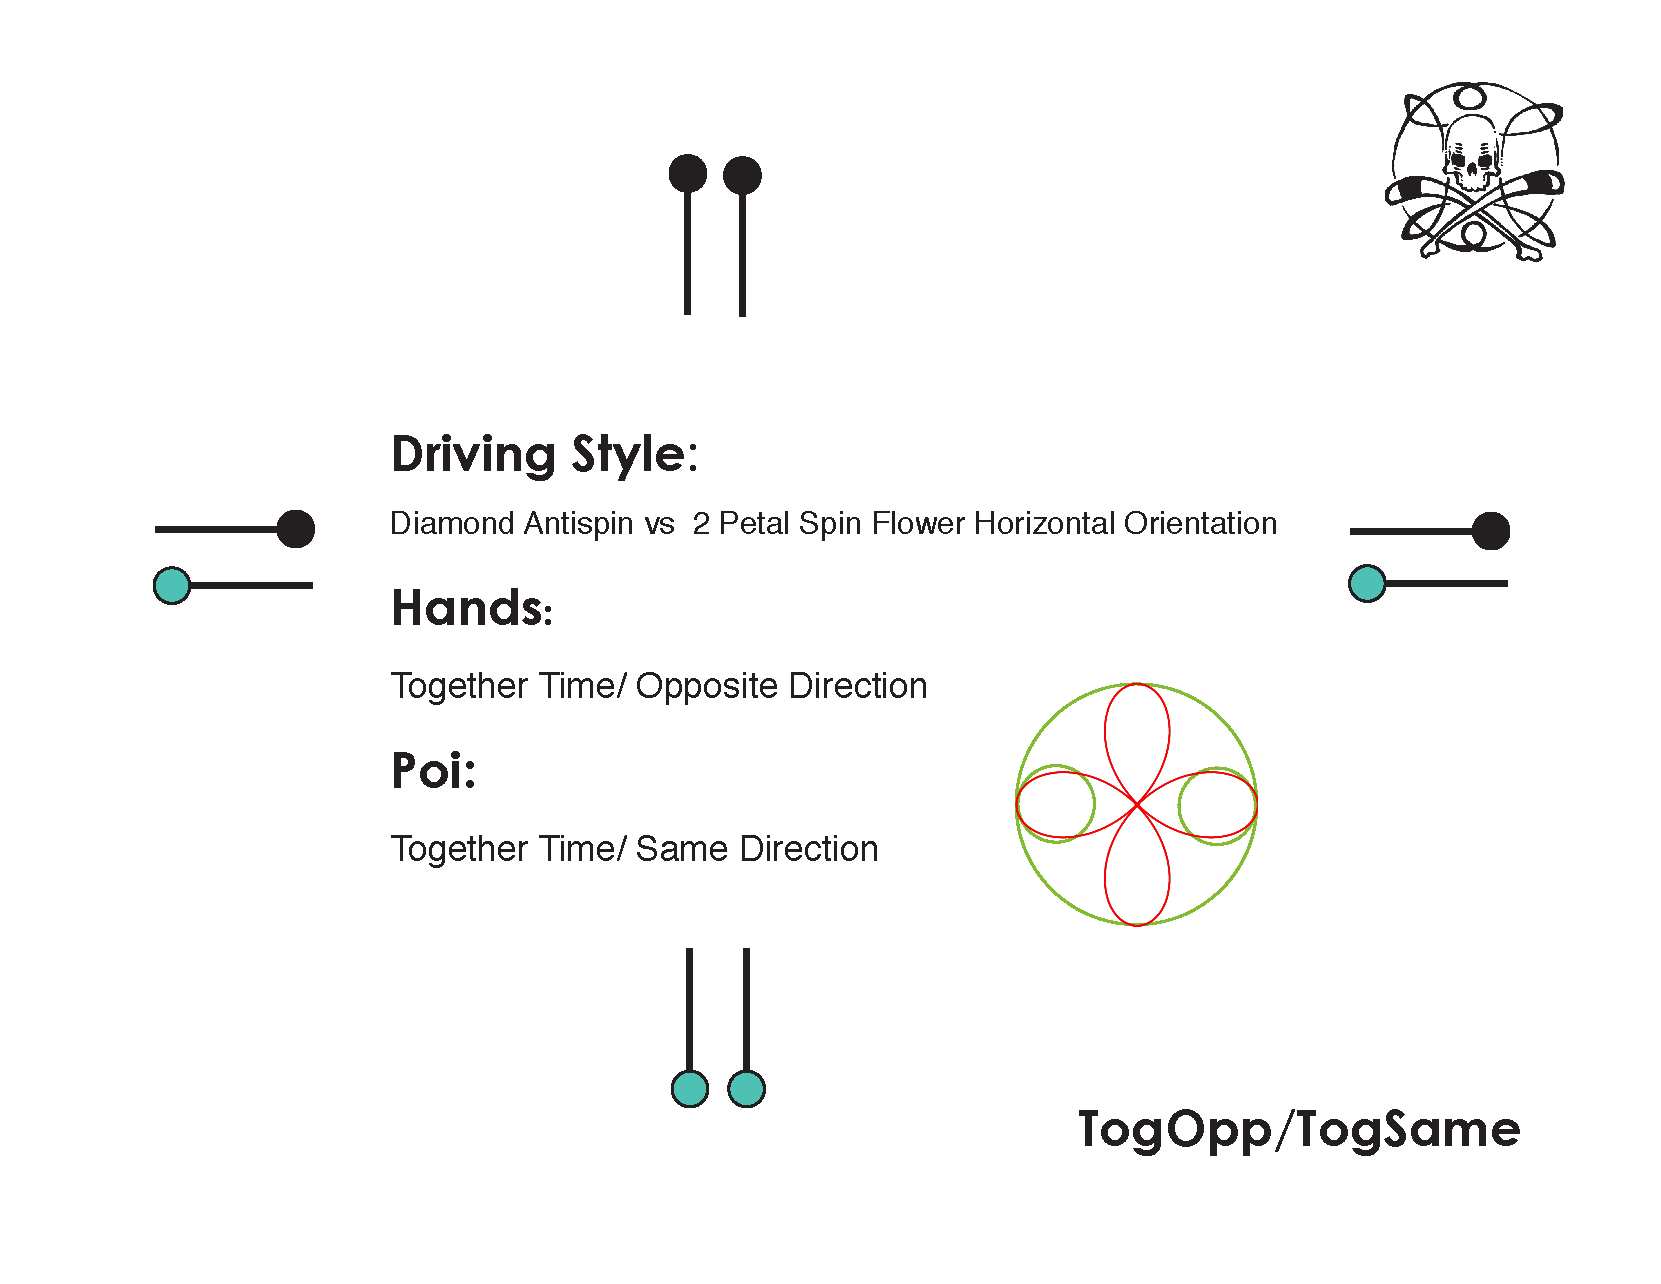 Driving Style:
Diamond Antispin vs 2 Petal Spin Flower Horizontal Orientation
Hands:
Together Time/ Opposite Direction
Poi:
Together Time/ Same Direction
TogOpp/TogSame